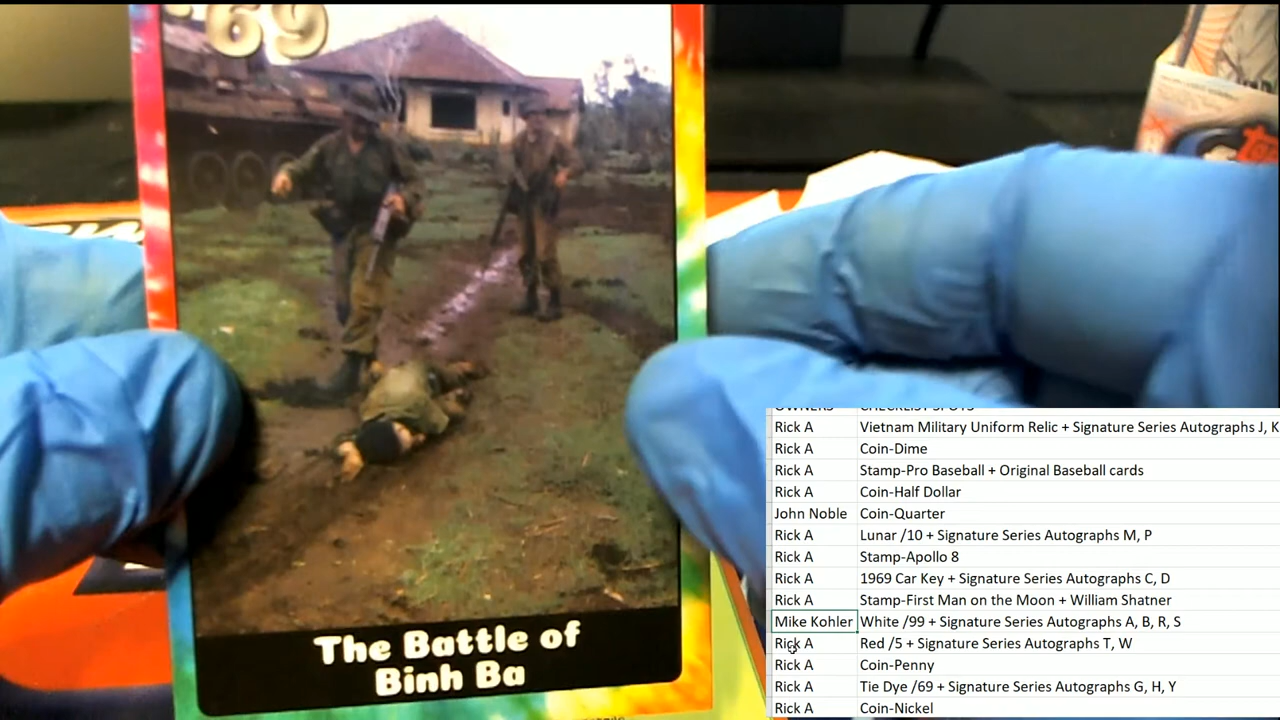 '69
The Battle of
Binh Ba
OWNERS CHECKLIST SPOTS
Rick A Vietnam Military Uniform Relic + Signature Series Autographs J, K
Rick A Coin-Dime
Rick A Stamp-Pro Baseball + Original Baseball cards
Rick A Coin-Half Dollar
John Noble Coin-Quarter
Rick A Lunar /10 + Signature Series Autographs M, P
Rick A Stamp-Apollo 8
Rick A 1969 Car Key + Signature Series Autographs C, D
Rick A Stamp-First Man on the Moon + William Shatner
Mike Kohler White /99 + Signature Series Autographs A, B, R, S
Rick A Red /5 + Signature Series Autographs T, W
Rick A Coin-Penny
Rick A Tie Dye /69 + Signature Series Autographs G, H, Y
Rick A Coin-Nickel